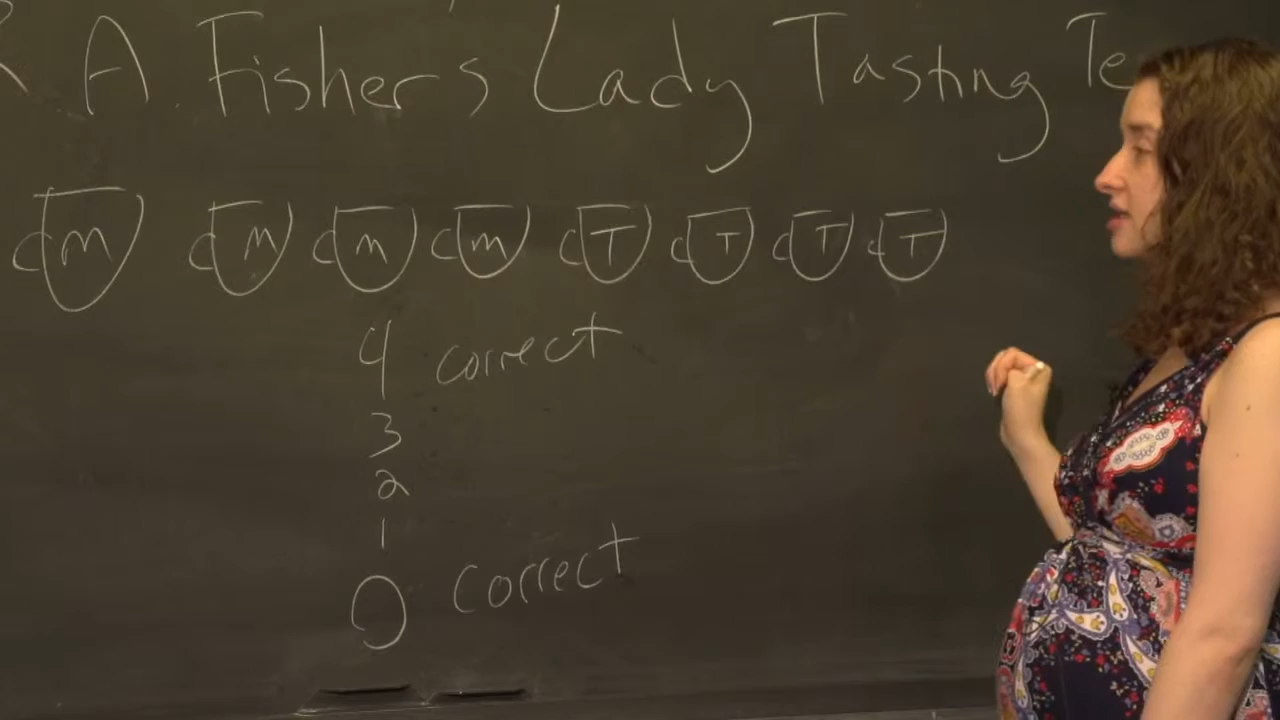 R A. Fisher's Lady Tasting Te
M M M M T T T T
4 correct
3
2
1
0 correct